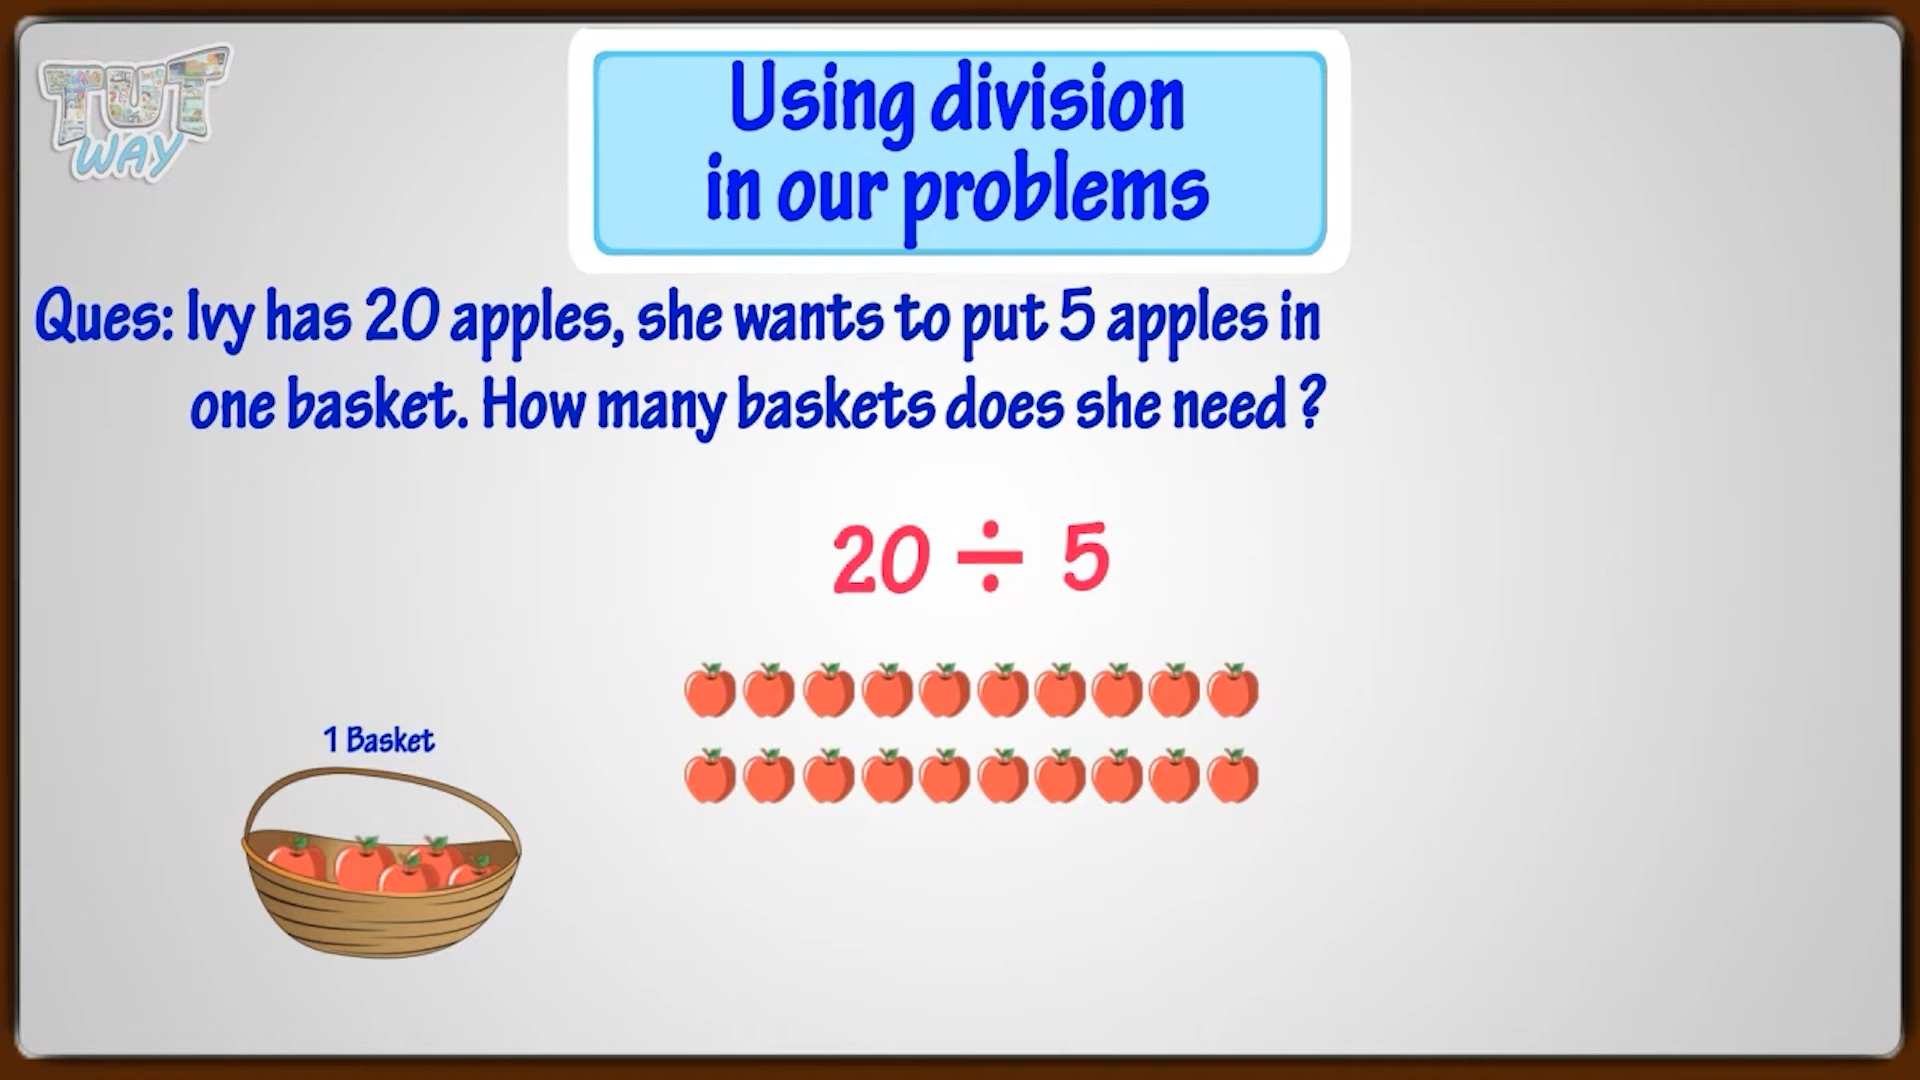 TUT
WAY
Using division
in our problems
Ques: Ivy has 20 apples, she wants to put 5 apples in
one basket. How many baskets does she need ?
20 ÷ 5
1 Basket